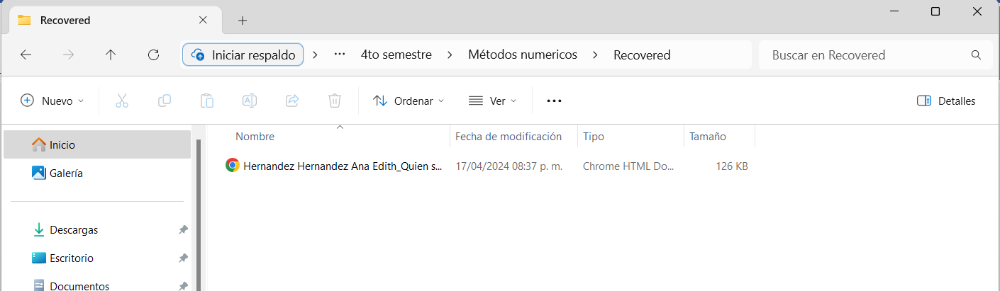 Recovered
Iniciar respaldo > ··· 4to semestre > Métodos numericos > Recovered
Buscar en Recovered
Nuevo
Ordenar
Ver
Detalles
Inicio
Galería
Descargas
Escritorio
Documentos
Nombre Fecha de modificación Tipo Tamaño
Hernandez Hernandez Ana Edith_Quien s... 17/04/2024 08:37 p. m. Chrome HTML Do... 126 KB